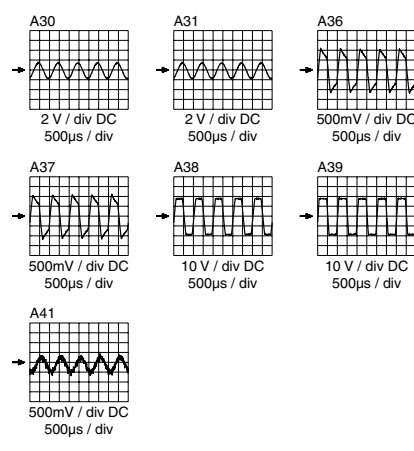 A30
2 V / div DC
500µs / div
A31
2 V / div DC
500µs / div
A36
500mV / div DC
500µs / div
A37
500mV / div DC
500µs / div
A38
10 V / div DC
500µs / div
A39
10 V / div DC
500µs / div
A41
500mV / div DC
500µs / div